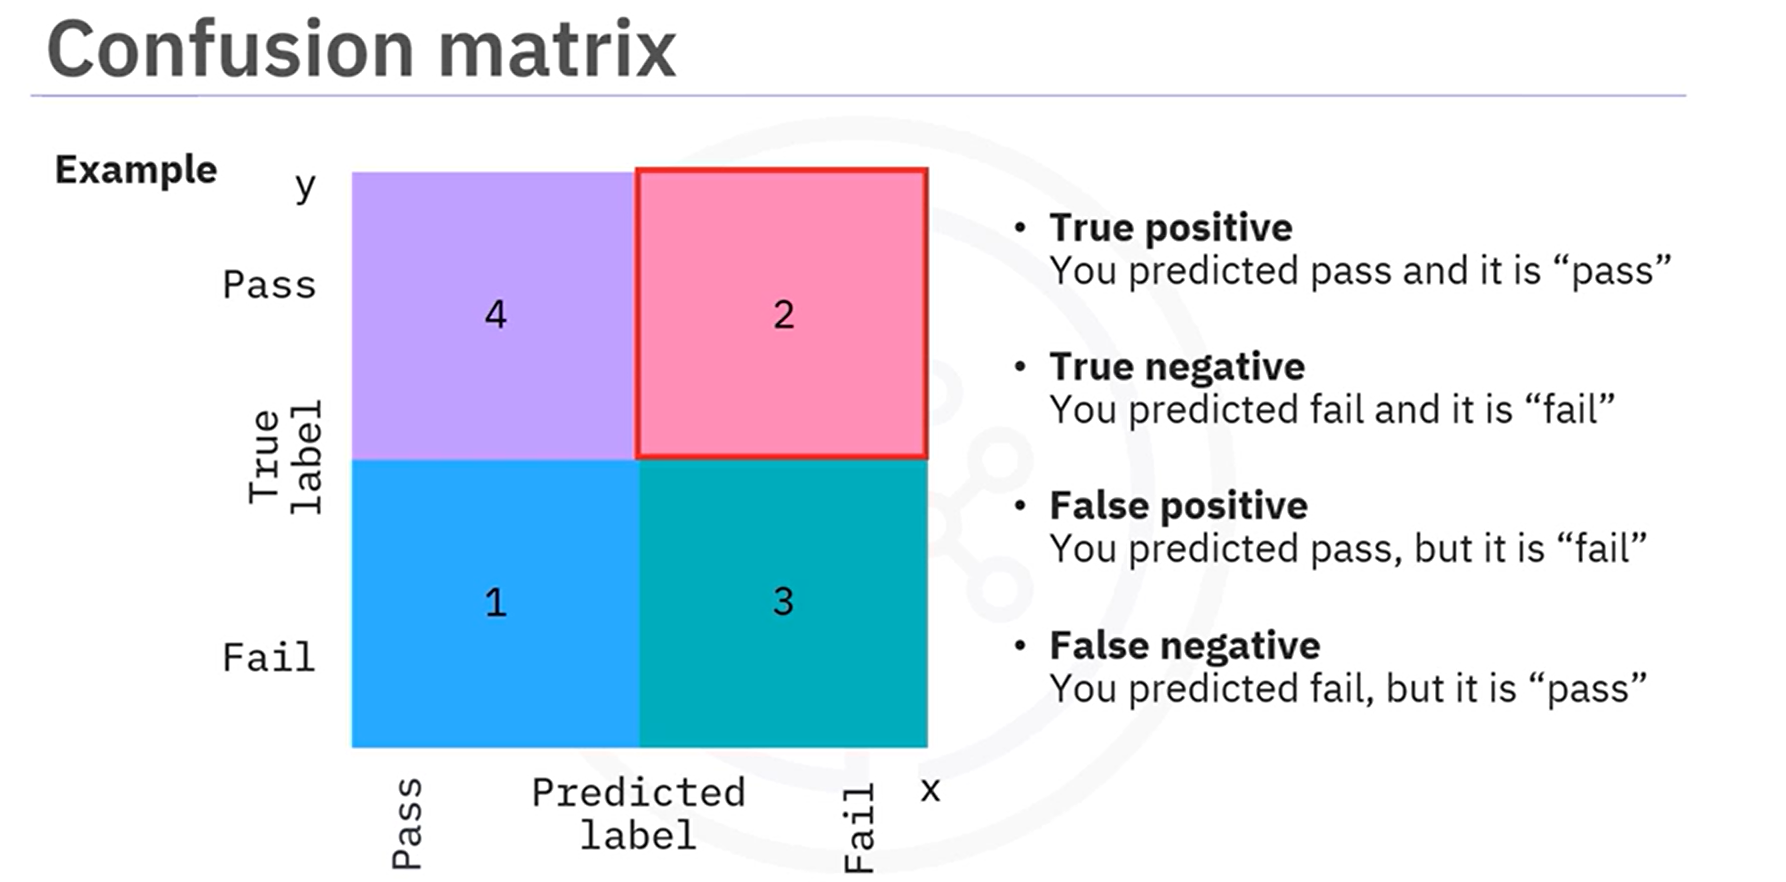 Confusion matrix
Example
y
Pass
4
2
True
label
1
3
Fail
Pass
Predicted
label
Fail
x
• True positive
You predicted pass and it is “pass”
• True negative
You predicted fail and it is “fail”
• False positive
You predicted pass, but it is “fail”
• False negative
You predicted fail, but it is “pass”